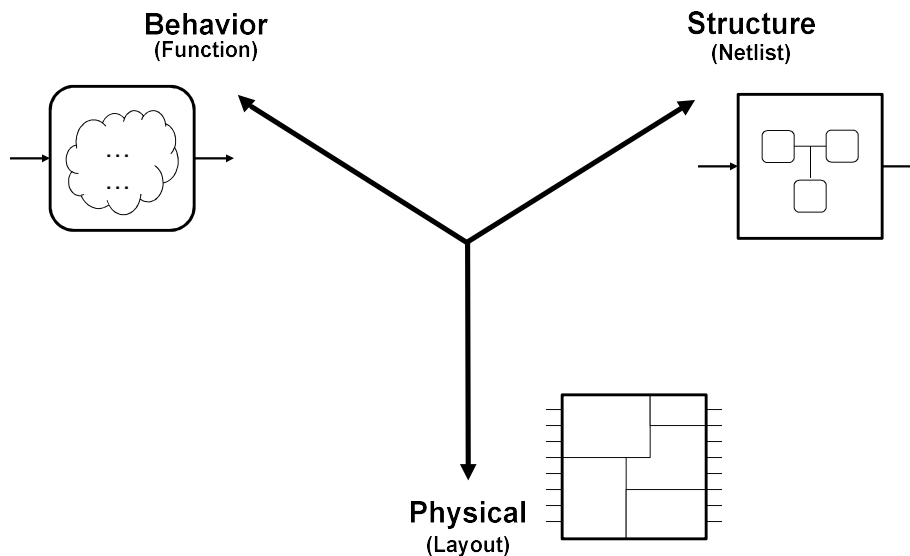 Behavior
(Function)
Structure
(Netlist)
...
...
Physical
(Layout)